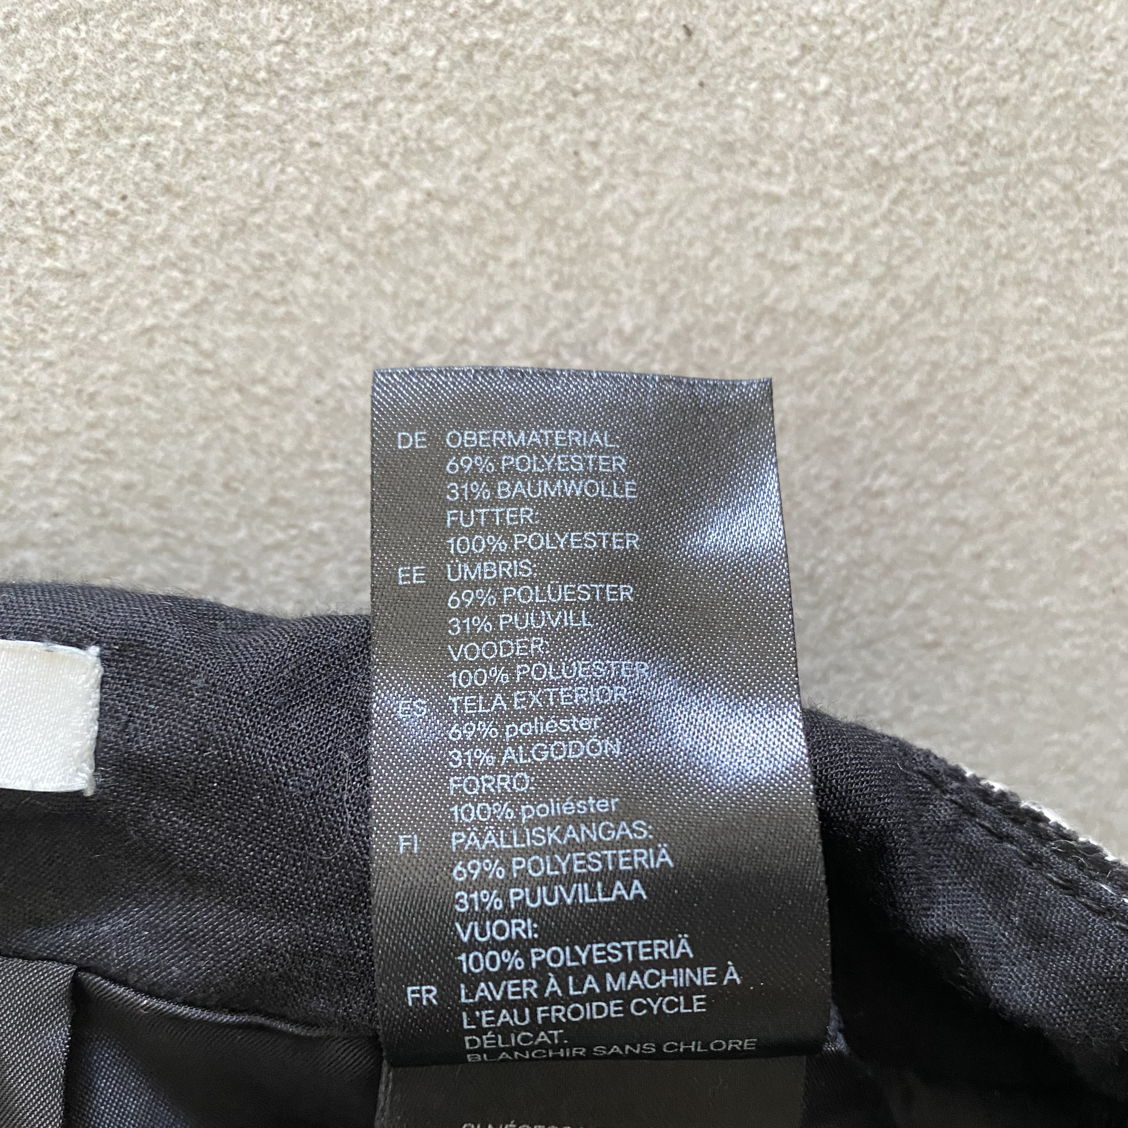 DE OBERMATERIAL:
69% POLYESTER
31% BAUMWOLLE
FUTTER:
100% POLYESTER
EE ÜMBRIS:
69% POLÜESTER
31% PUUVILL
VOODER:
100% POLÜESTER
ES TELA EXTERIOR:
69% poliéster
31% ALGODÓN
FORRO:
100% poliéster
FI PÄÄLLISKANGAS:
69% POLYESTERIÄ
31% PUUVILLAA
VUORI:
100% POLYESTERIÄ
FR LAVER À LA MACHINE À
L'EAU FROIDE CYCLE
DÉLICAT.
BLANCHIR SANS CHLORE